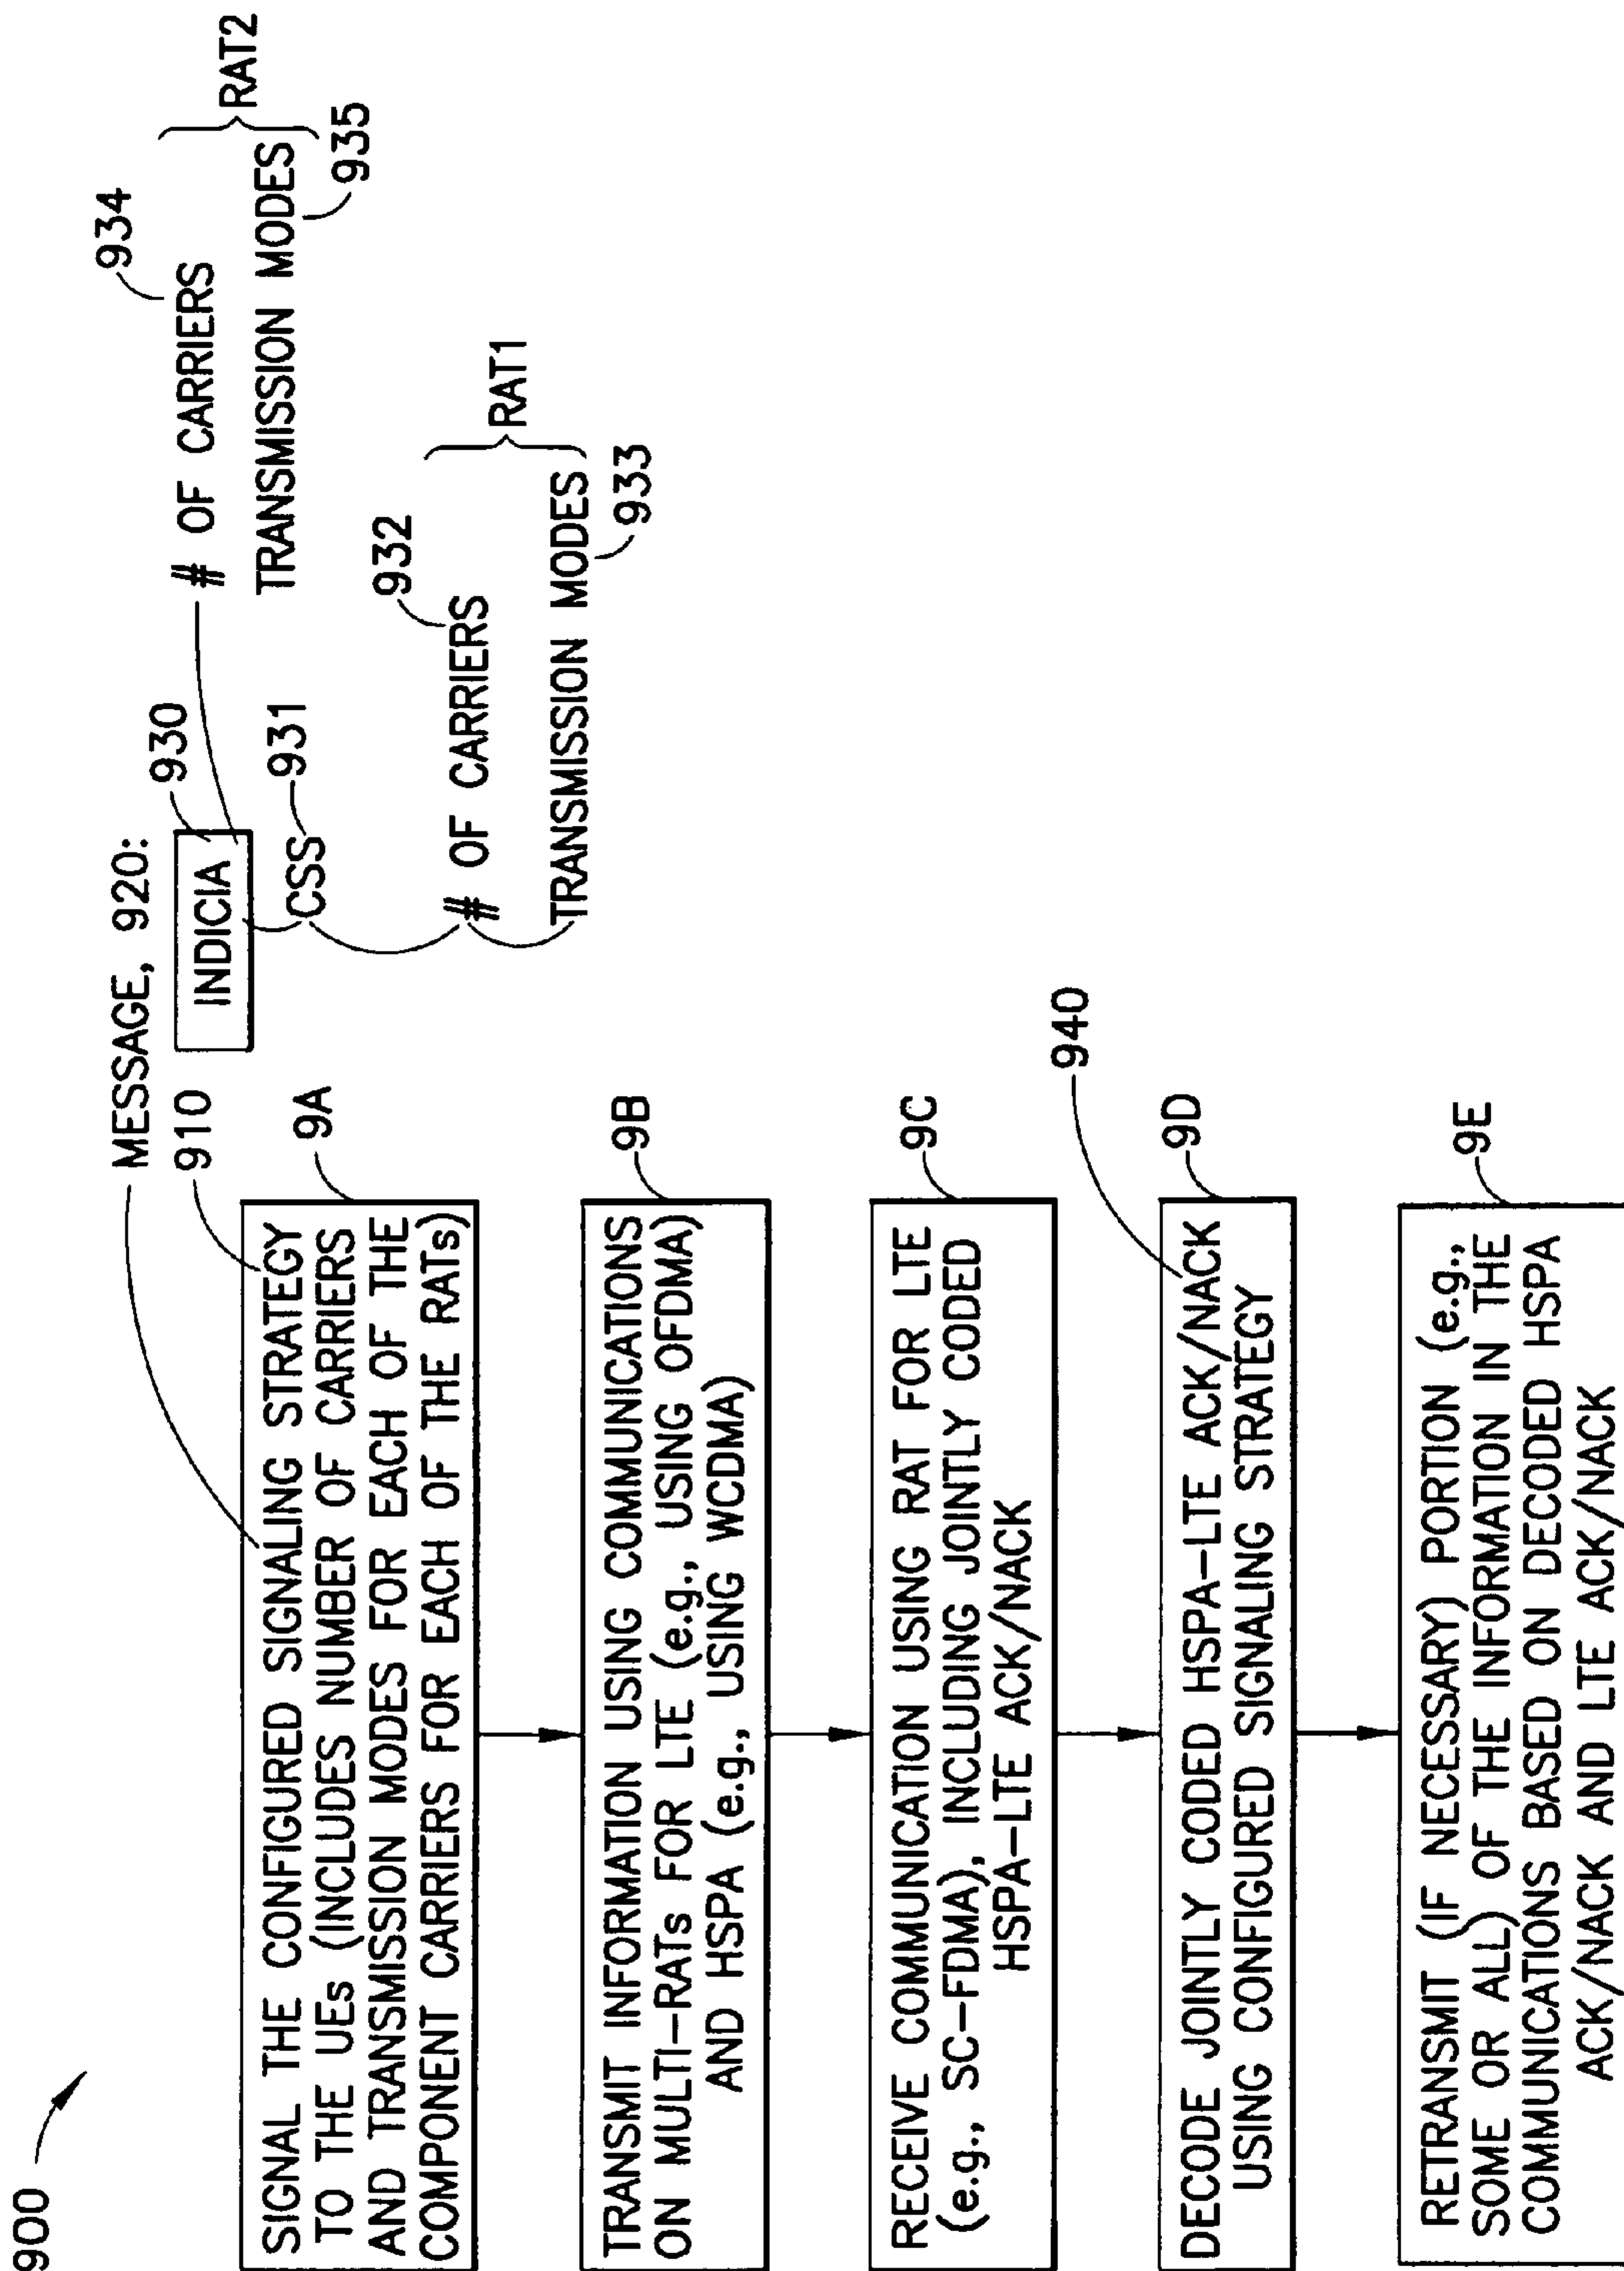 900
MESSAGE, 920:
910
INDICIA
930
CSS
931
# OF CARRIERS
932
TRANSMISSION MODES
933
RAT1
# OF CARRIERS
934
TRANSMISSION MODES
935
RAT2
SIGNAL THE CONFIGURED SIGNALING STRATEGY
TO THE UEs (INCLUDES NUMBER OF CARRIERS
AND TRANSMISSION MODES FOR EACH OF THE
COMPONENT CARRIERS FOR EACH OF THE RATs)
9A
TRANSMIT INFORMATION USING COMMUNICATIONS
ON MULTI-RATs FOR LTE (e.g., USING OFDMA)
AND HSPA (e.g., USING WCDMA)
9B
RECEIVE COMMUNICATION USING RAT FOR LTE
(e.g., SC-FDMA), INCLUDING JOINTLY CODED
HSPA-LTE ACK/NACK
9C
940
DECODE JOINTLY CODED HSPA-LTE ACK/NACK
USING CONFIGURED SIGNALING STRATEGY
9D
RETRANSMIT (IF NECESSARY) PORTION (e.g.,
SOME OR ALL) OF THE INFORMATION IN THE
COMMUNICATIONS BASED ON DECODED HSPA
ACK/NACK AND LTE ACK/NACK
9E